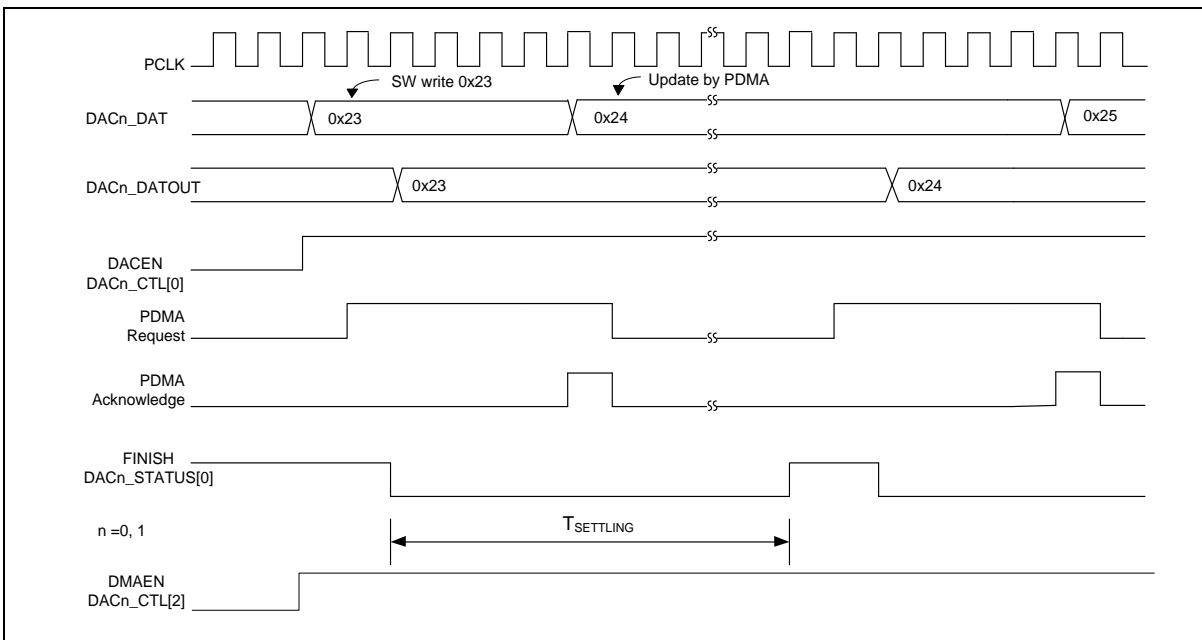 PCLK
SW write 0x23
Update by PDMA
DACn_DAT
0x23
0x24
0x25
DACn_DATOUT
0x23
0x24
DACEN
DACn_CTL[0]
PDMA
Request
PDMA
Acknowledge
FINISH
DACn_STATUS[0]
n =0, 1
TSETTLING
DMAEN
DACn_CTL[2]